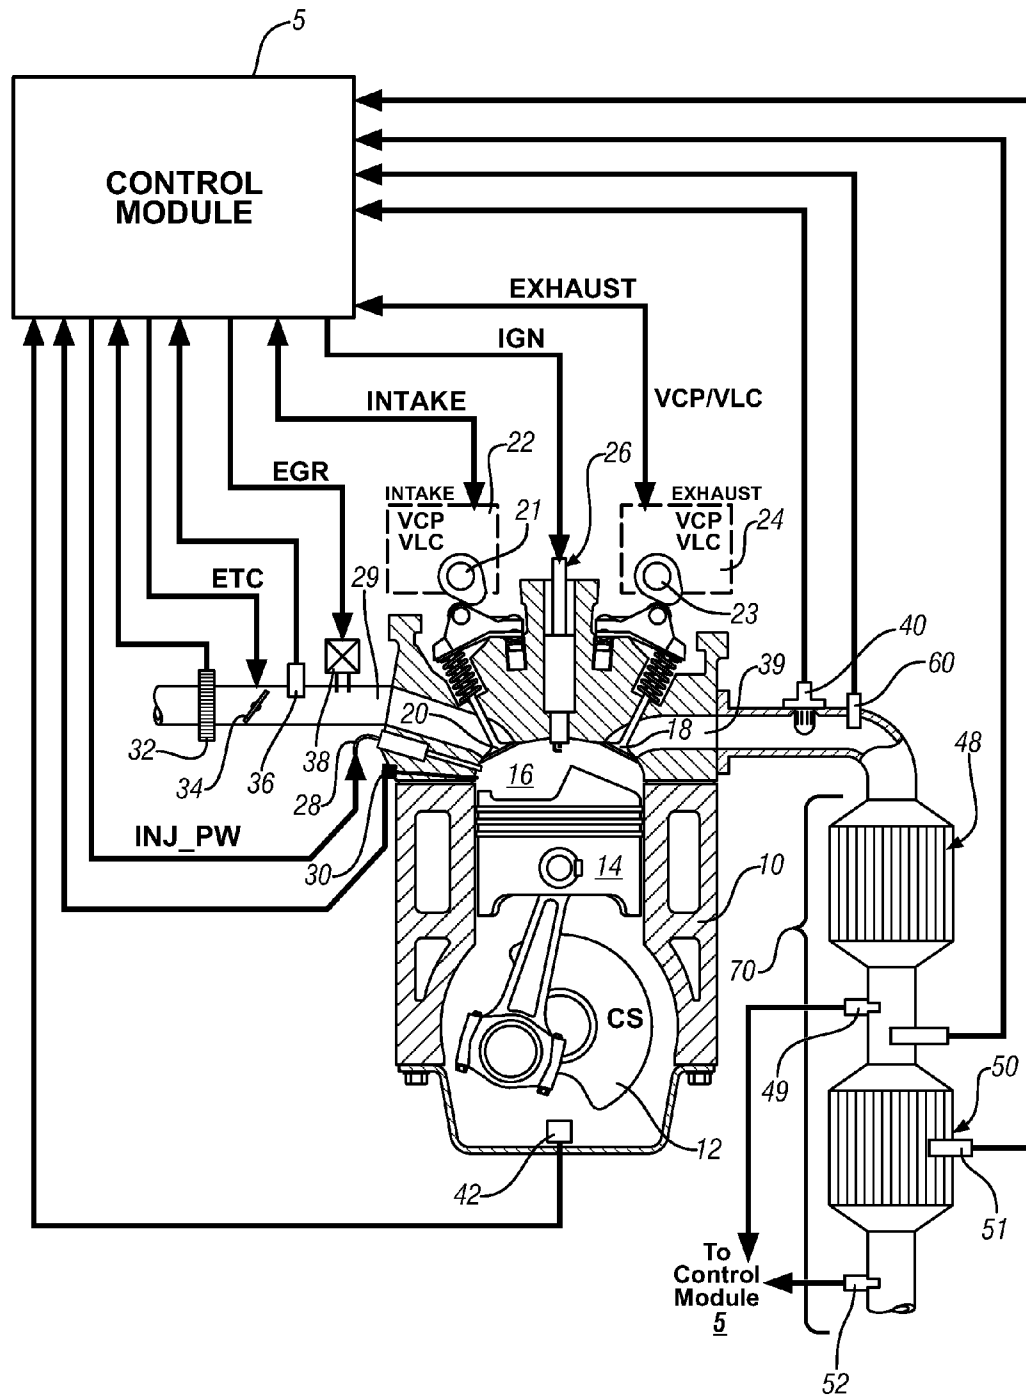 5
CONTROL
MODULE
EXHAUST
IGN
VCP/VLC
INTAKE
22
26
EGR
INTAKE
EXHAUST
VCP
VLC
21
VCP
VLC
24
ETC
29
23
40
60
39
20
18
32
34
36
38
28
16
48
INJ_PW
30
14
10
70
CS
49
50
12
42
51
To
Control
Module
5
52